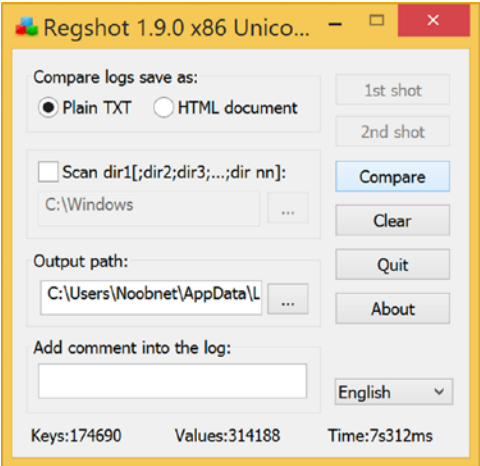 Regshot 1.9.0 x86 Unico...
Compare logs save as:
Plain TXT HTML document
1st shot
2nd shot
Scan dir1[;dir2;dir3;...;dir nn]:
C:\Windows ...
Compare
Clear
Output path:
C:\Users\Noobnet\AppData\L ...
Quit
About
Add comment into the log:
English
Keys:174690 Values:314188 Time:7s312ms